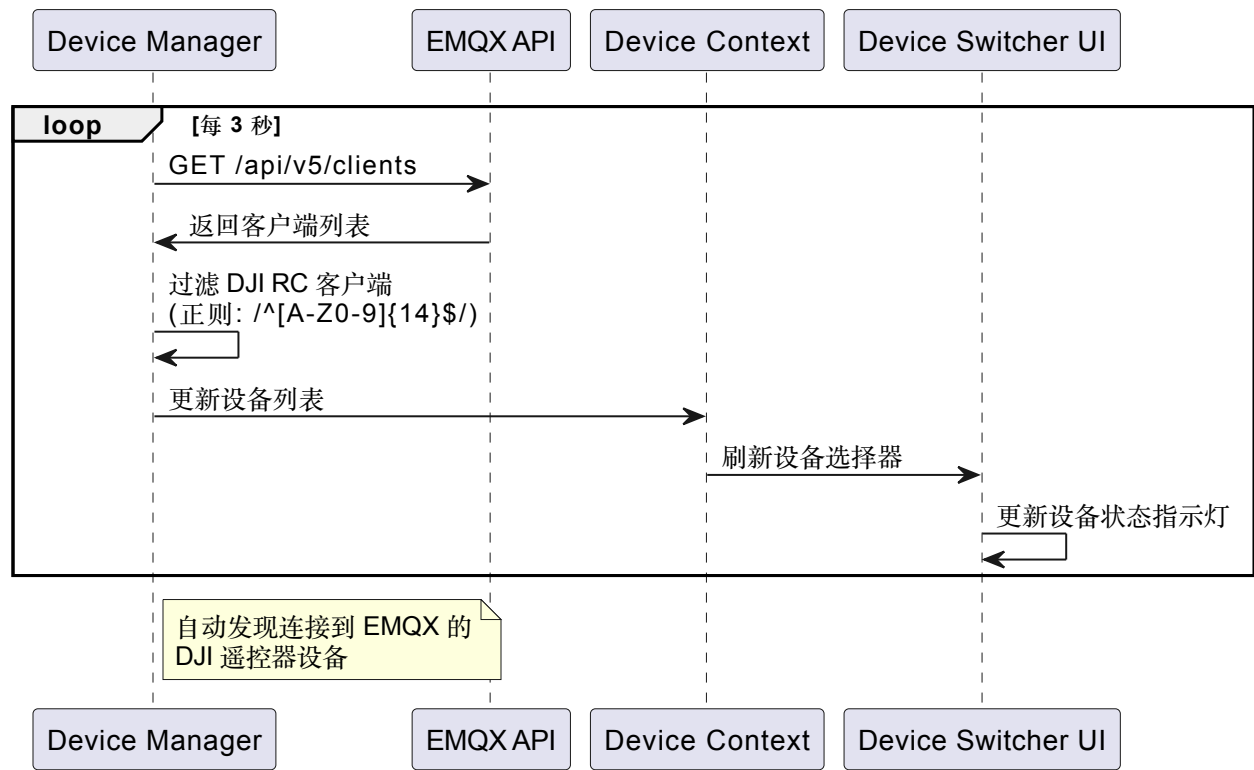 Device Manager
EMQX API
Device Context
Device Switcher UI
loop
[每 3 秒]
GET /api/v5/clients
返回客户端列表
过滤 DJI RC 客户端
(正则: /^[A-Z0-9]{14}$/)
更新设备列表
刷新设备选择器
更新设备状态指示灯
自动发现连接到 EMQX 的
DJI 遥控器设备
Device Manager
EMQX API
Device Context
Device Switcher UI